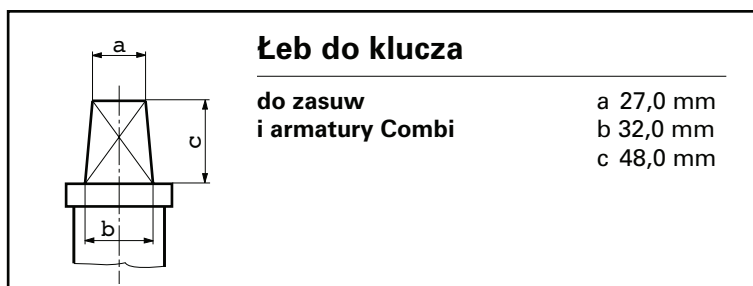 Łeb do klucza
do zasuw a 27,0 mm
i armatury Combi b 32,0 mm
c 48,0 mm
a
c
b